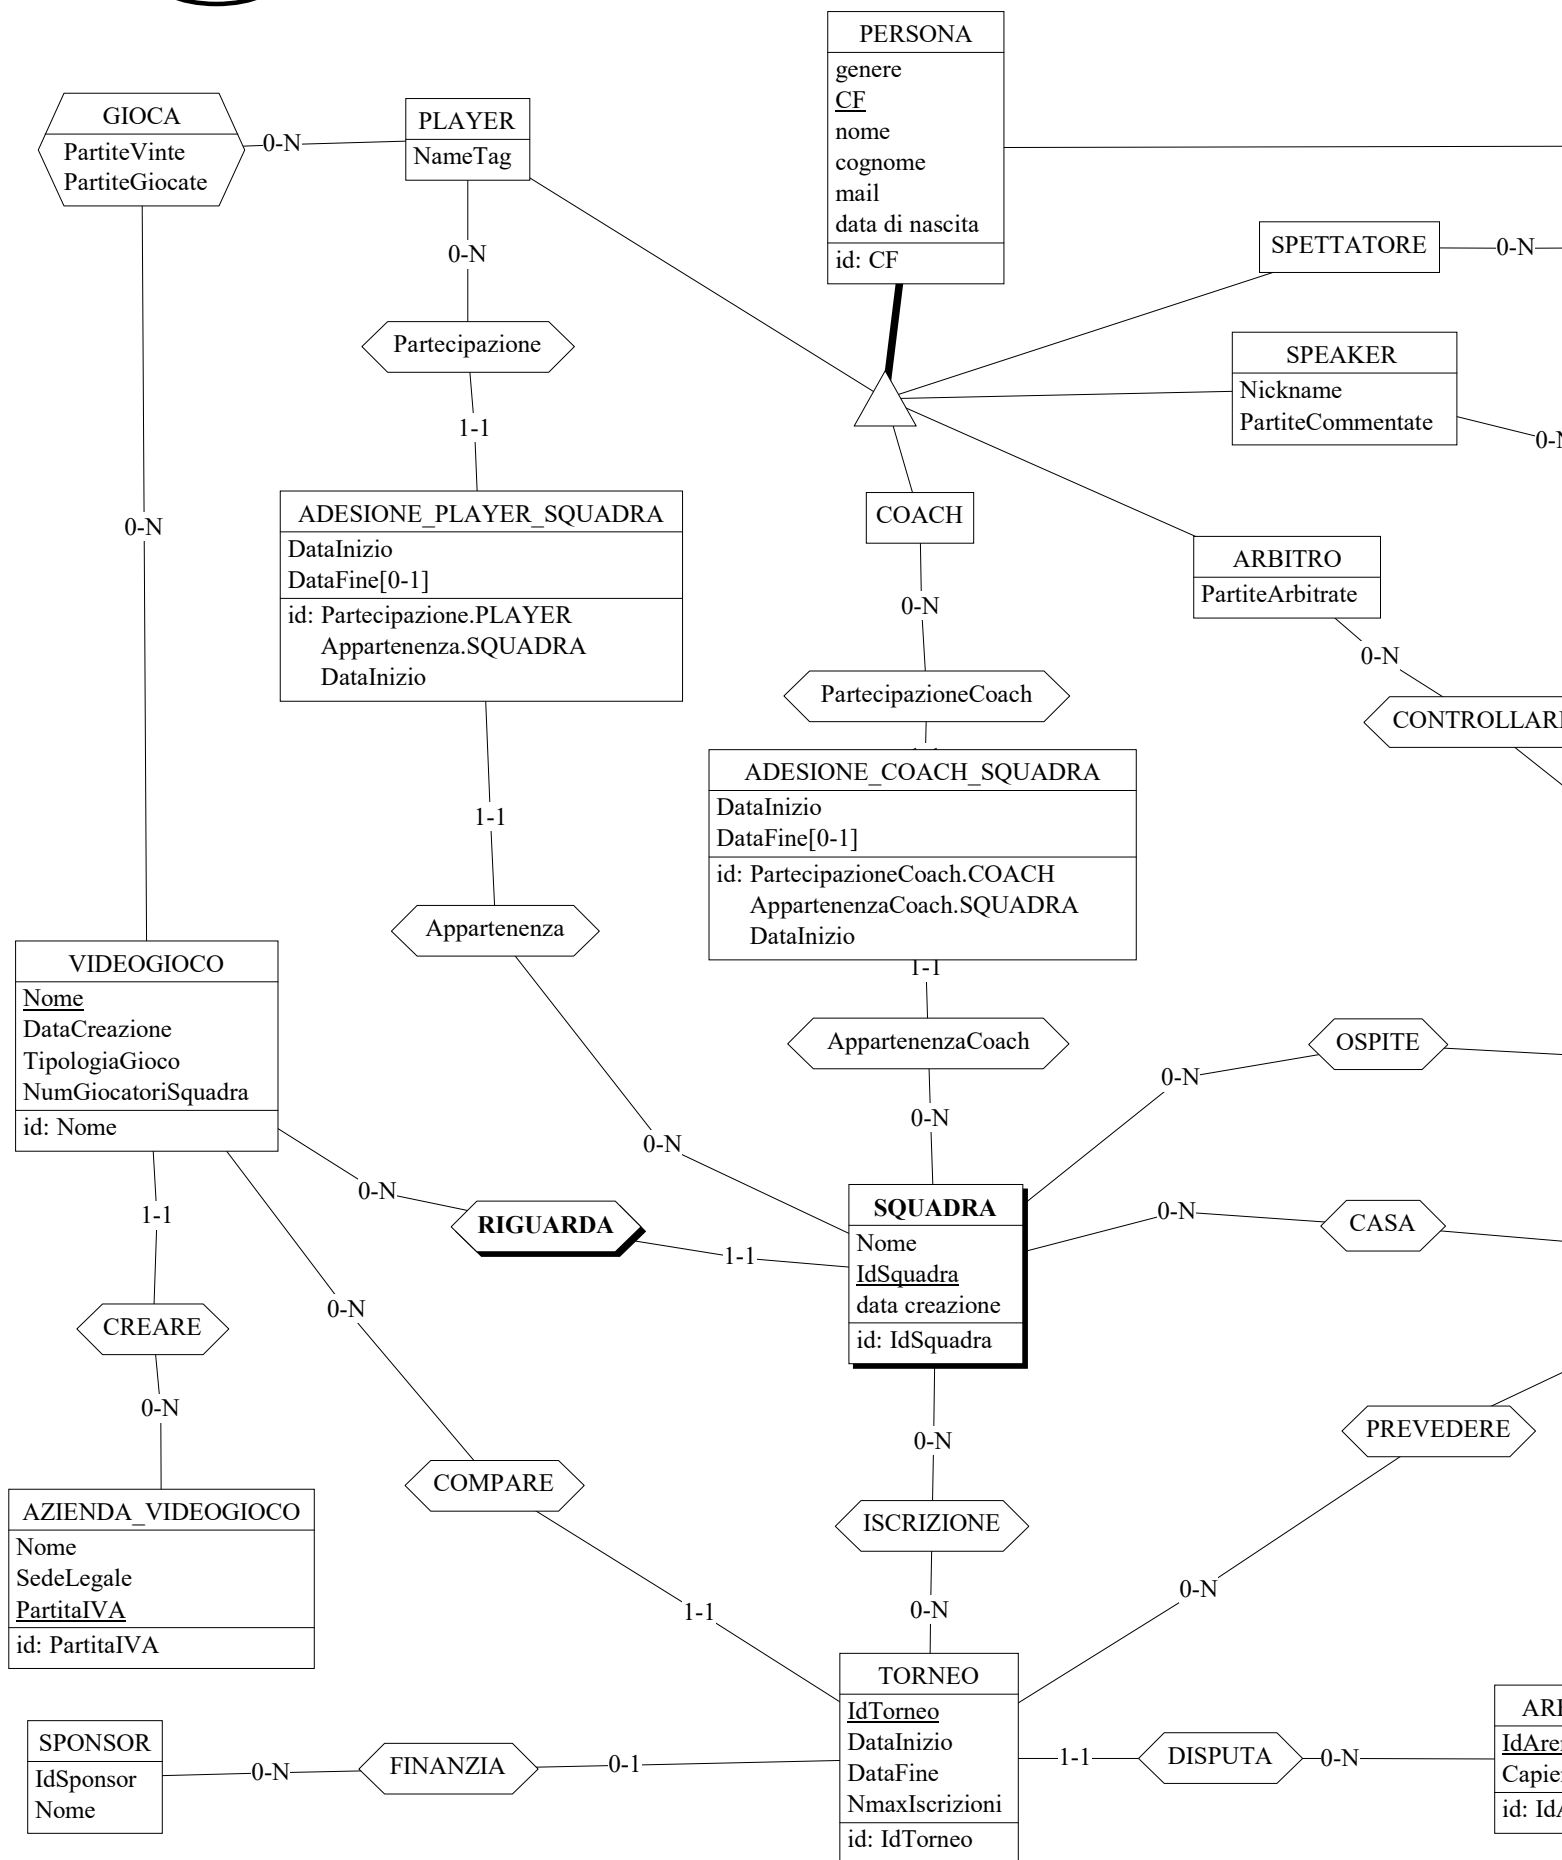 PERSONA
genere
CF
nome
cognome
mail
data di nascita
id: CF
GIOCA
PartiteVinte
PartiteGiocate
0-N
PLAYER
NameTag
0-N
SPETTATORE
0-N
Partecipazione
SPEAKER
Nickname
PartiteCommentate
1-1
0-N
ADESIONE_PLAYER_SQUADRA
DataInizio
DataFine[0-1]
id: Partecipazione.PLAYER
Appartenenza.SQUADRA
DataInizio
0-N
COACH
ARBITRO
PartiteArbitrate
0-N
0-N
PartecipazioneCoach
CONTROLLARE
ADESIONE_COACH_SQUADRA
DataInizio
DataFine[0-1]
id: PartecipazioneCoach.COACH
AppartenenzaCoach.SQUADRA
DataInizio
1-1
Appartenenza
1-1
VIDEOGIOCO
Nome
DataCreazione
TipologiaGioco
NumGiocatoriSquadra
id: Nome
AppartenenzaCoach
OSPITE
0-N
0-N
0-N
0-N
RIGUARDA
1-1
SQUADRA
Nome
IdSquadra
data creazione
id: IdSquadra
0-N
CASA
1-1
CREARE
0-N
0-N
0-N
PREVEDERE
COMPARE
ISCRIZIONE
AZIENDA_VIDEOGIOCO
Nome
SedeLegale
PartitaIVA
id: PartitaIVA
0-N
1-1
0-N
TORNEO
IdTorneo
DataInizio
DataFine
NmaxIscrizioni
id: IdTorneo
SPONSOR
IdSponsor
Nome
0-N
FINANZIA
0-1
1-1
DISPUTA
0-N
id: